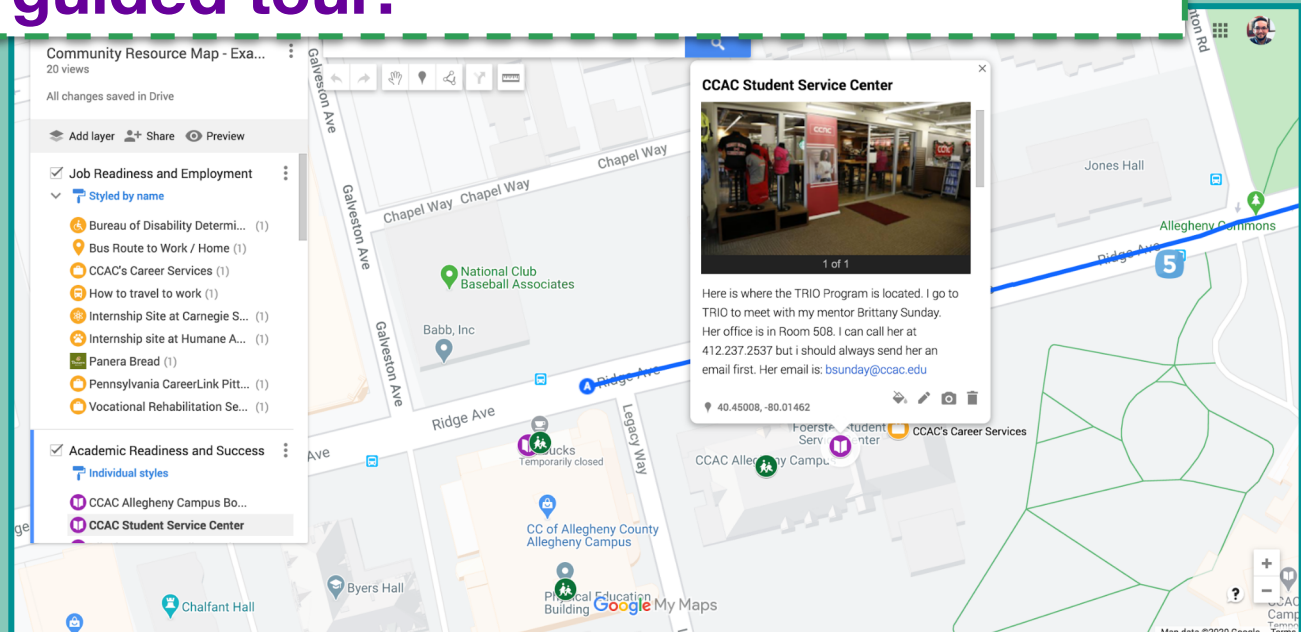 guided tour.
Community Resource Map - Exa...
20 views
All changes saved in Drive
Add layer
Share
Preview
Job Readiness and Employment
Styled by name
Bureau of Disability Determi... (1)
Bus Route to Work / Home (1)
CCAC's Career Services (1)
How to travel to work (1)
Internship Site at Carnegie S... (1)
Internship site at Humane A... (1)
Panera Bread (1)
Pennsylvania CareerLink Pitt... (1)
Vocational Rehabilitation Se... (1)
Academic Readiness and Success
Individual styles
CCAC Allegheny Campus Bo...
CCAC Student Service Center
CCAC Student Service Center
CCAC
1 of 1
Here is where the TRIO Program is located. I go to
TRIO to meet with my mentor Brittany Sunday.
Her office is in Room 508. I can call her at
412.237.2537 but i should always send her an
email first. Her email is: bsunday@ccac.edu
40.45008, -80.01462
Galveston Ave
Galveston Ave
Galveston Ave
Chapel Way
Chapel Way
Chapel Way
Jones Hall
Allegheny Commons
Ridge Ave
5
National Club
Baseball Associates
Babb, Inc
A
Ridge Ave
Ridge Ave
Ave
Legacy Way
Temporarily closed
CCAC's Career Services
CC of Allegheny County
Allegheny Campus
Byers Hall
Chalfant Hall
Building
Google My Maps
+
−
?
Map data ©2020 Google
Terms